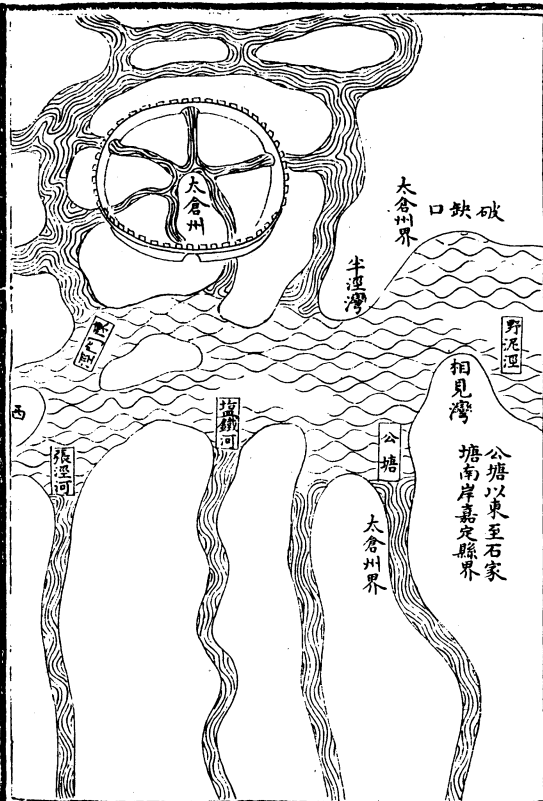 破缺口
太倉州界
半涇灣
太倉州
野泥涇
相見灣
公塘以東至石家
塘南岸嘉定縣界
公塘
太倉州界
塩鐵河
張涇河
西